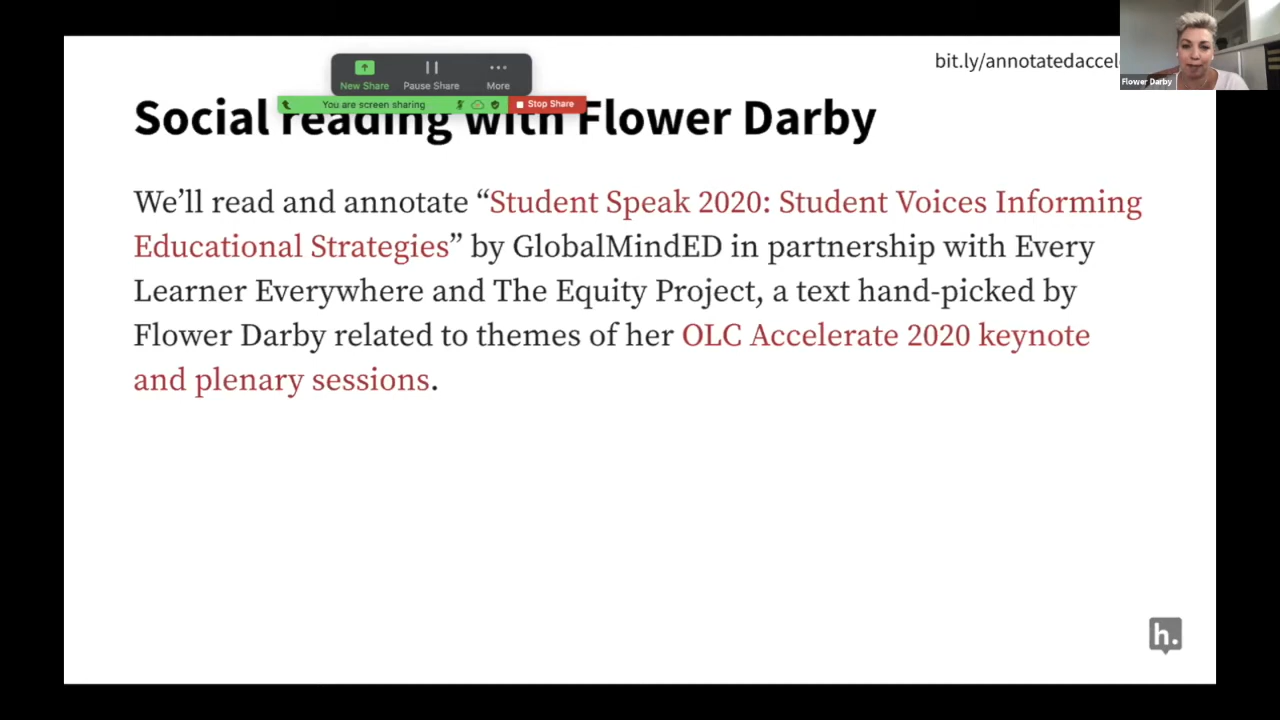 bit.ly/annotatedaccel
Flower Darby
New Share
Pause Share
More
You are screen sharing
Stop Share
Social reading with Flower Darby
We’ll read and annotate “Student Speak 2020: Student Voices Informing
Educational Strategies” by GlobalMindED in partnership with Every
Learner Everywhere and The Equity Project, a text hand-picked by
Flower Darby related to themes of her OLC Accelerate 2020 keynote
and plenary sessions.
h.